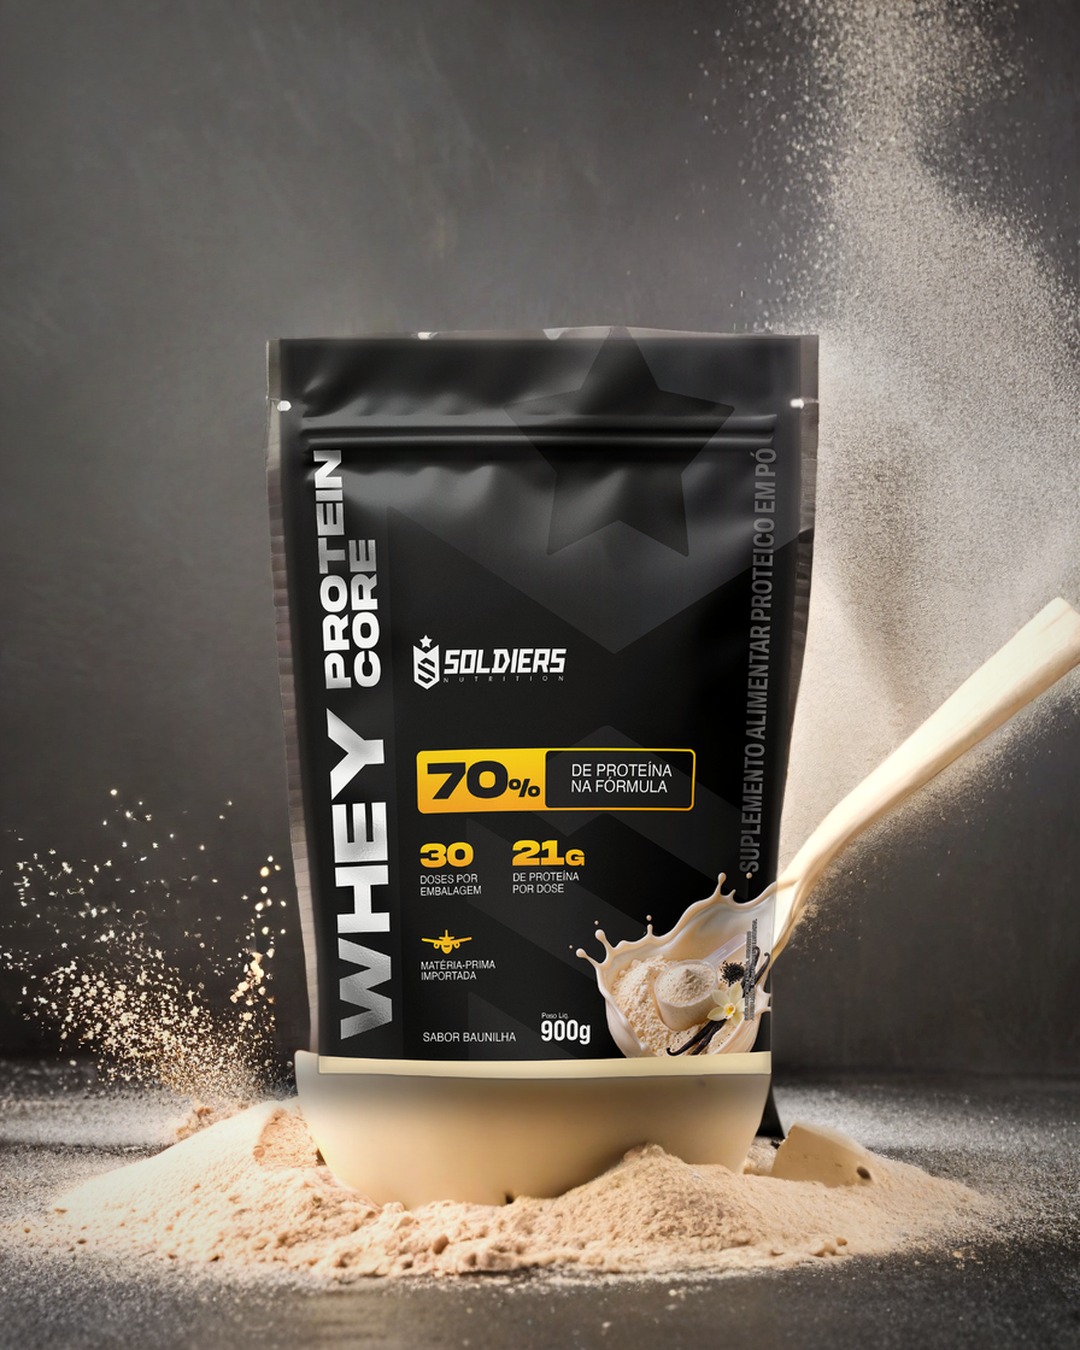 WHEY PROTEIN
CORE
SOLDIERS
NUTRITION
70% DE PROTEÍNA
NA FÓRMULA
30
DOSES POR
EMBALAGEM
21G
DE PROTEÍNA
POR DOSE
MATÉRIA-PRIMA
IMPORTADA
SABOR BAUNILHA
Peso Liq.
900g
•SUPLEMENTO ALIMENTAR PROTEICO EM PÓ